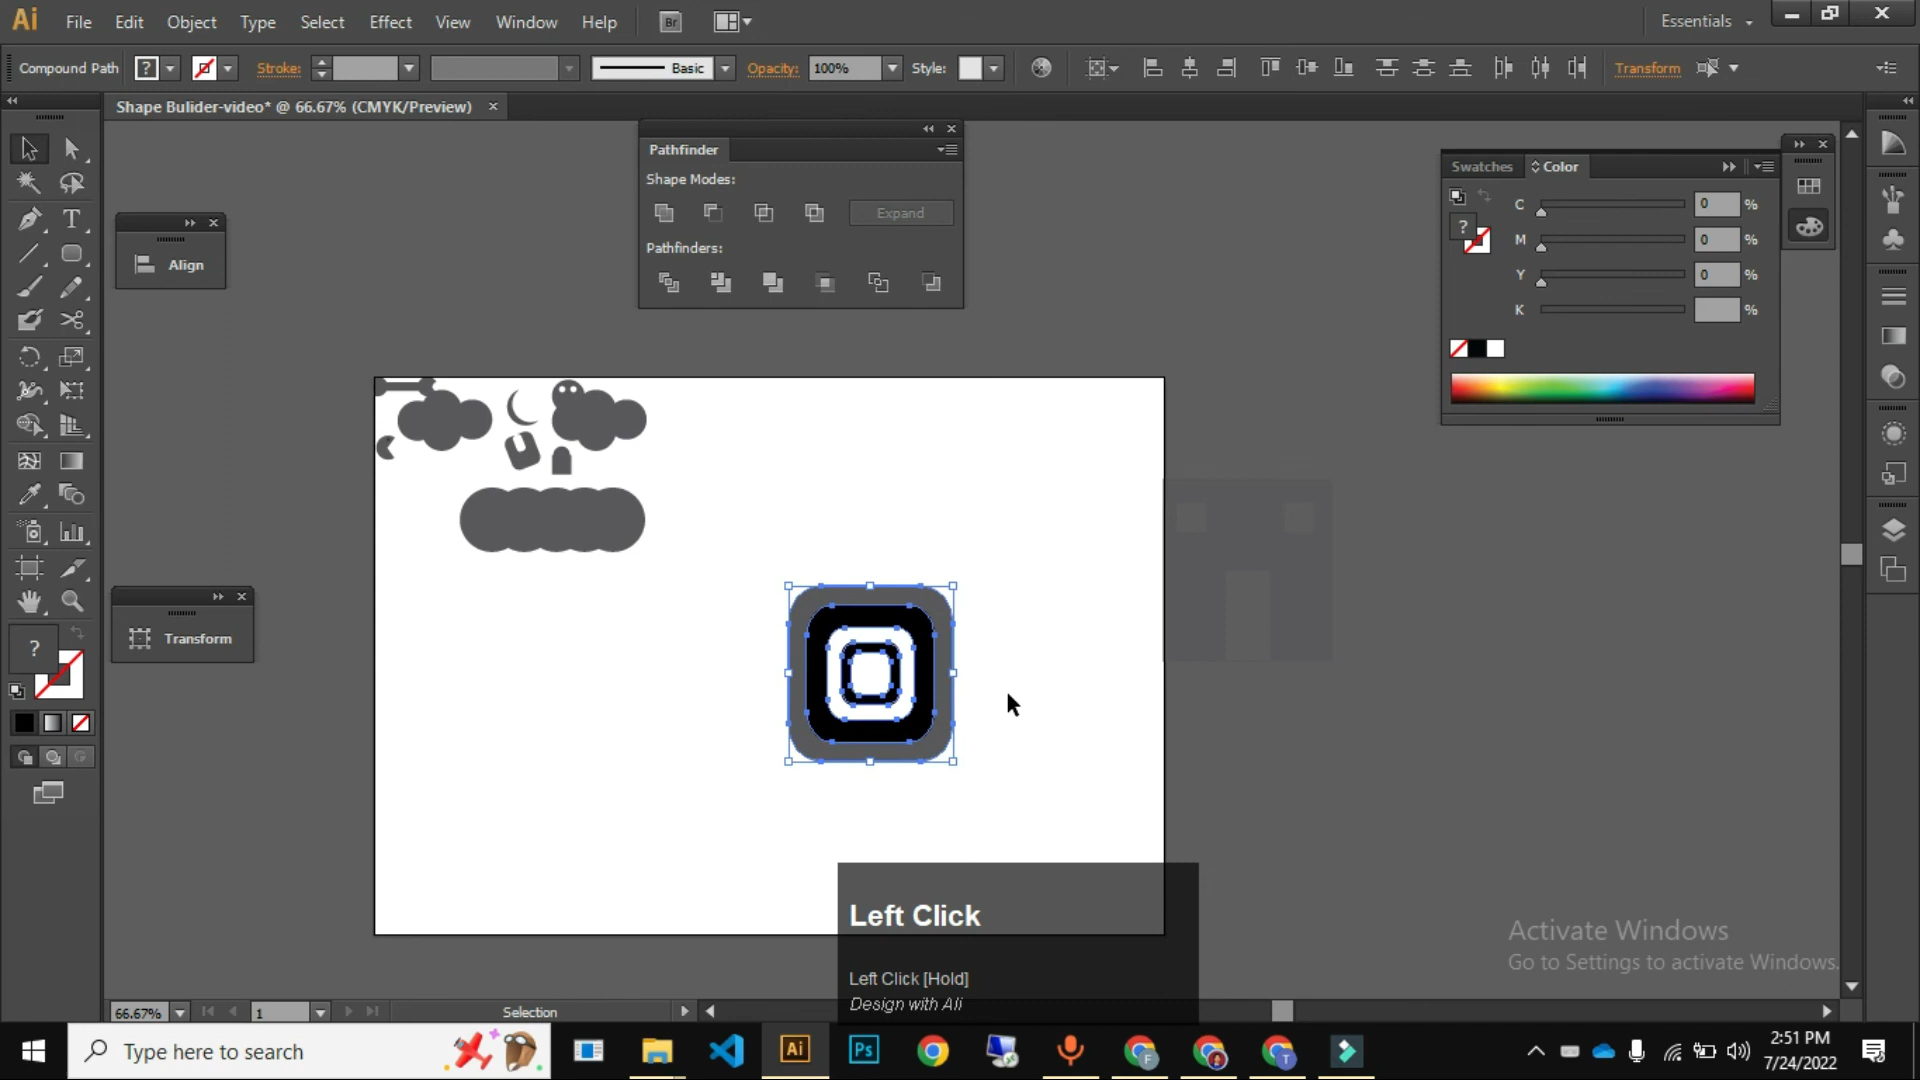 Ai File Edit Object Type Select Effect View Window Help Br Essentials
Compound Path ? Stroke: Basic Opacity: 100% Style: Transform
Shape Bulider-video* @ 66.67% (CMYK/Preview)
Pathfinder
Shape Modes:
Expand
Pathfinders:
Align
Transform
Swatches Color
C 0 %
M 0 %
Y 0 %
K %
?
?
T
Left Click
Left Click [Hold]
Design with Ali
Activate Windows
Go to Settings to activate Windows.
66.67% 1 Selection
Type here to search
Ai Ps F T
2:51 PM
7/24/2022